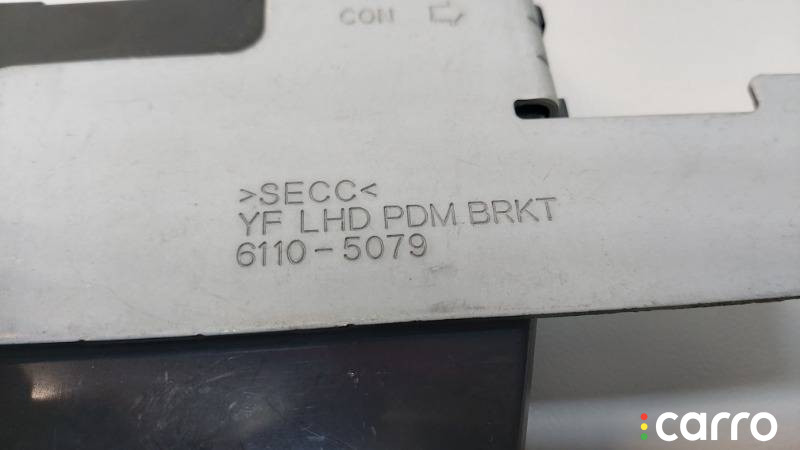 CON
>SECC<
YF LHD PDM BRKT
6110-5079
carro